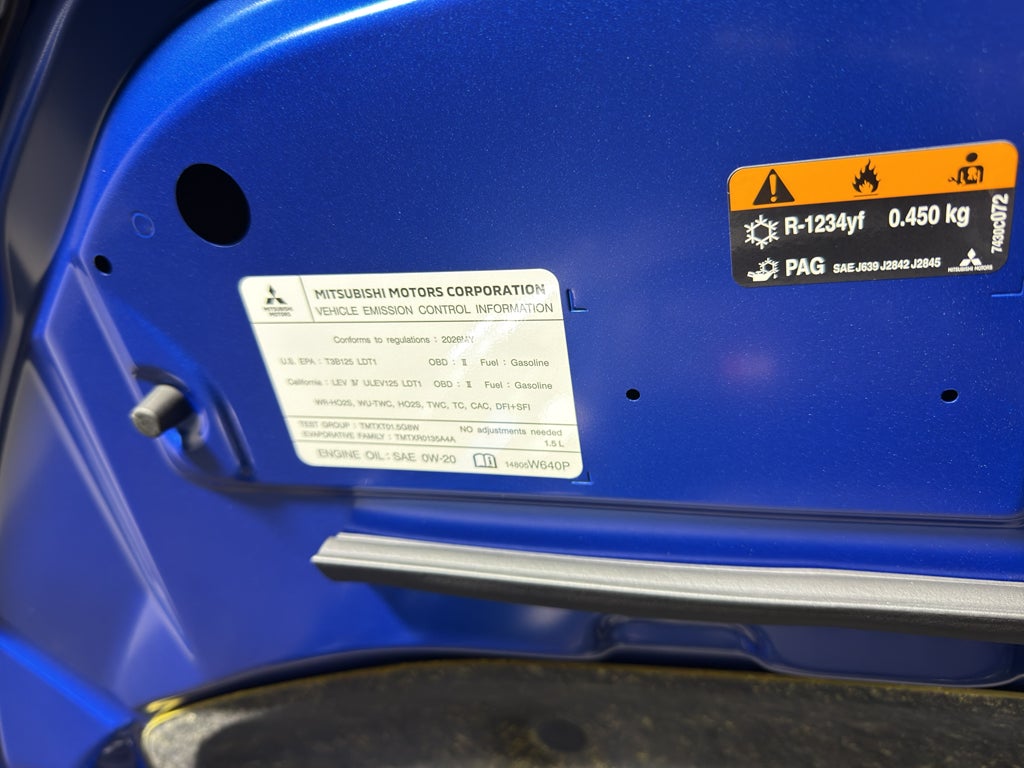 MITSUBISHI MOTORS
MITSUBISHI MOTORS CORPORATION
VEHICLE EMISSION CONTROL INFORMATION
Conforms to regulations : 2026MY
U.S. EPA : T3B125 LDT1 OBD : II Fuel : Gasoline
California : LEV ULEV125 LDT1 OBD : II Fuel : Gasoline
WR-HO2S, WU-TWC, HO2S, TWC, TC, CAC, DFI+SFI
TEST GROUP : TMTXT01.5G8W NO adjustments needed
EVAPORATIVE FAMILY : TMTXR0135A4A 1.5 L
ENGINE OIL : SAE 0W-20 14805W640P
R-1234yf 0.450 kg
PAG SAE J639 J2842 J2845
MITSUBISHI MOTORS
7430C072